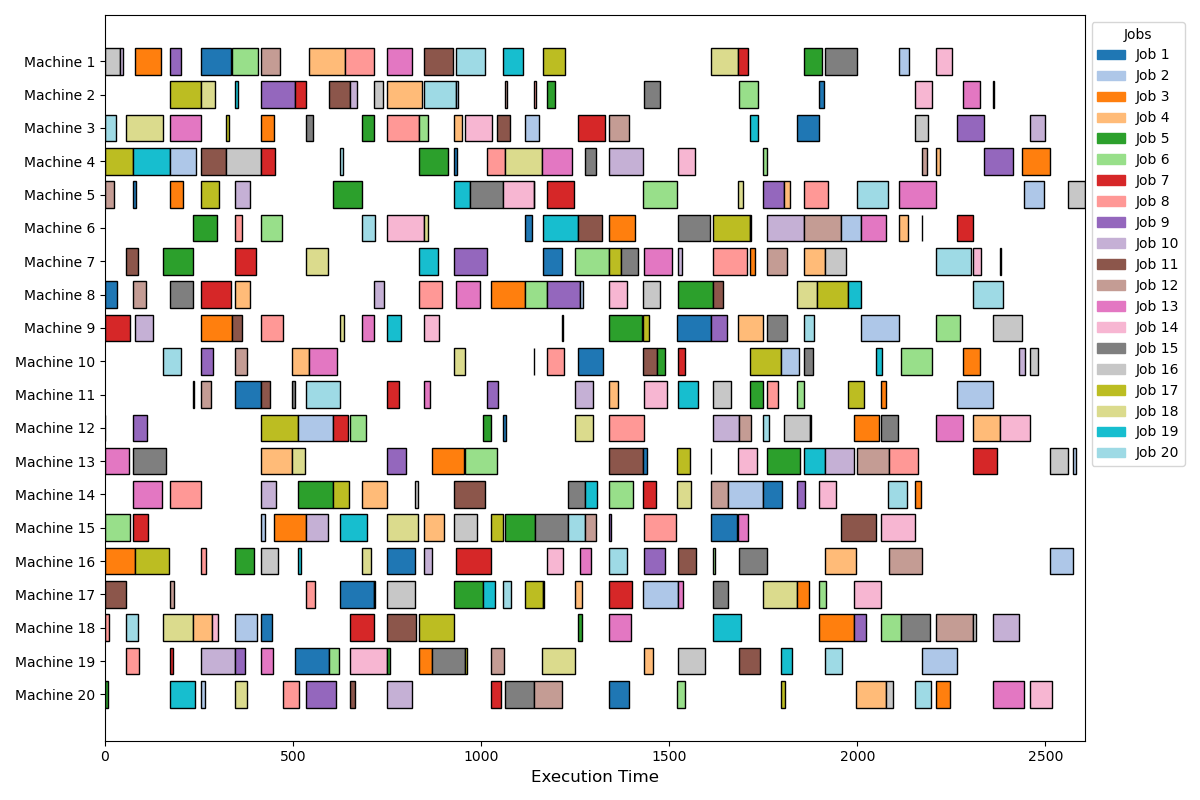 Machine 1
Machine 2
Machine 3
Machine 4
Machine 5
Machine 6
Machine 7
Machine 8
Machine 9
Machine 10
Machine 11
Machine 12
Machine 13
Machine 14
Machine 15
Machine 16
Machine 17
Machine 18
Machine 19
Machine 20
0 500 1000 1500 2000 2500
Execution Time
Jobs
Job 1
Job 2
Job 3
Job 4
Job 5
Job 6
Job 7
Job 8
Job 9
Job 10
Job 11
Job 12
Job 13
Job 14
Job 15
Job 16
Job 17
Job 18
Job 19
Job 20